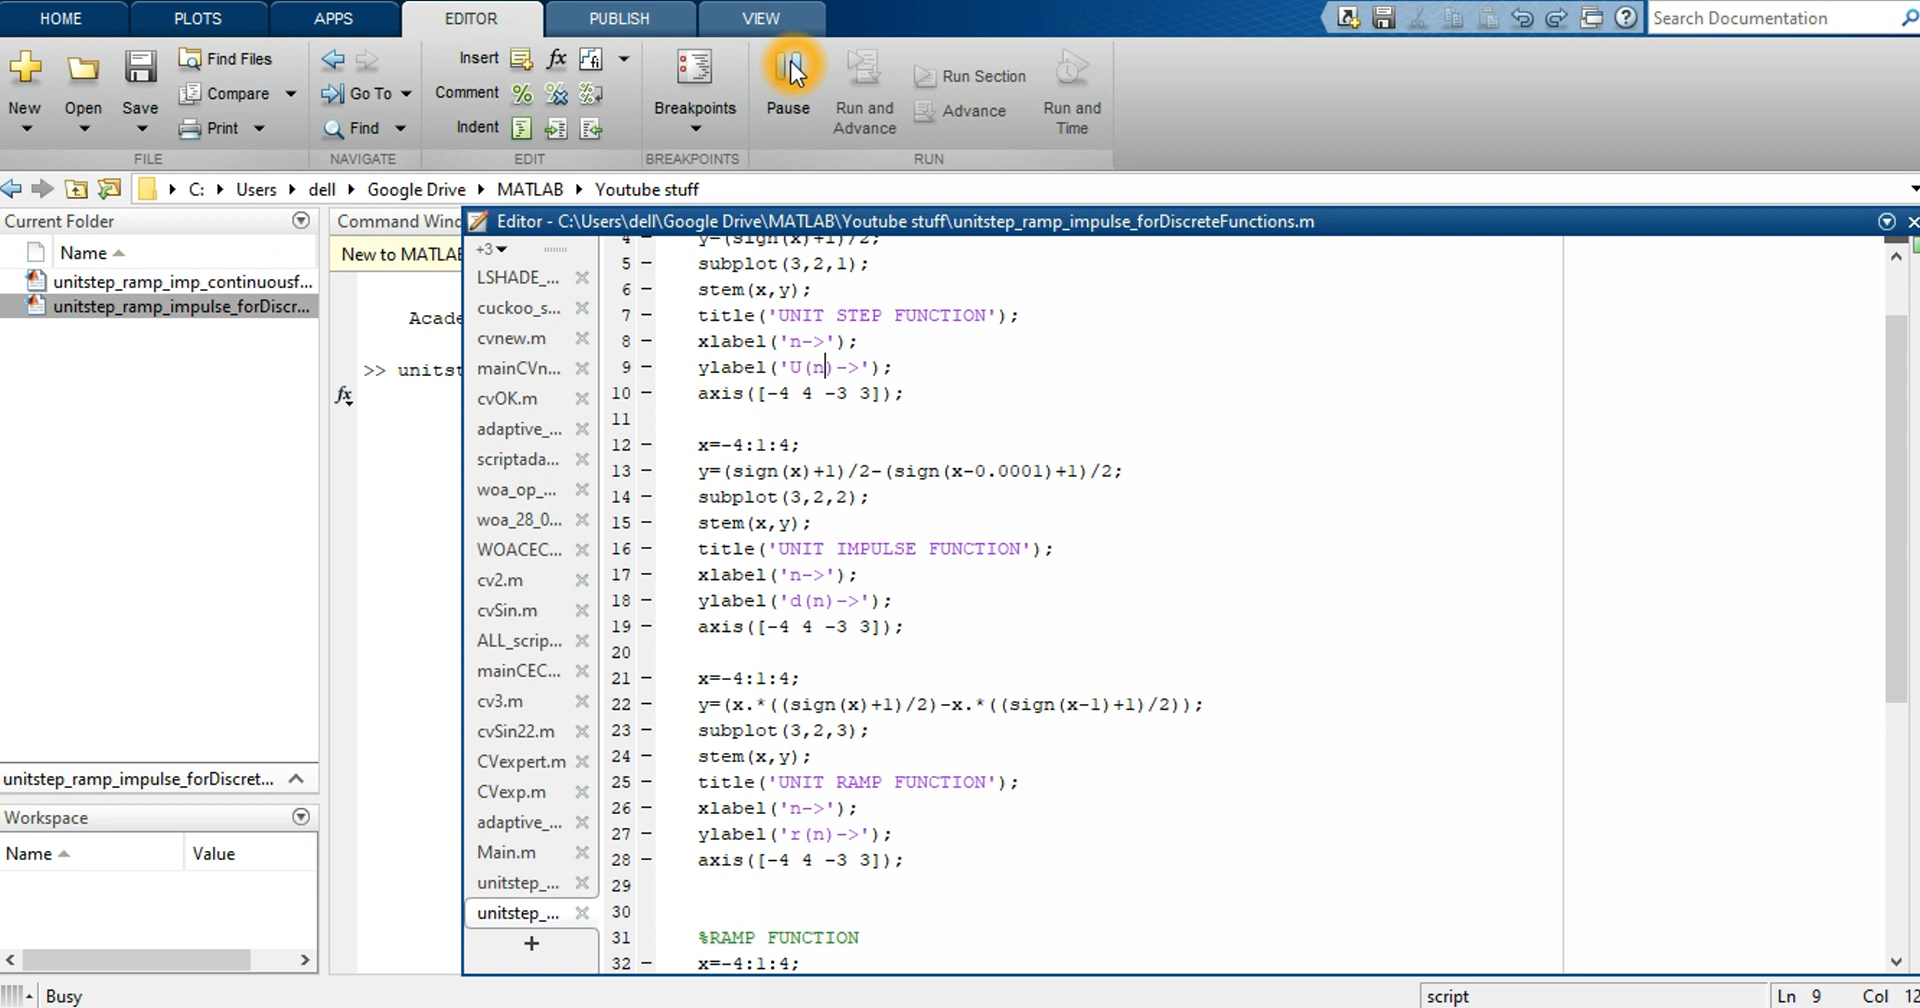 HOME PLOTS APPS EDITOR PUBLISH VIEW Search Documentation
New Open Save Find Files Compare Print
FILE
Go To Find
NAVIGATE
Insert fx
Comment % % %
Indent
EDIT
Breakpoints
BREAKPOINTS
Pause Run and Advance Run Section Advance Run and Time
RUN
C: Users dell Google Drive MATLAB Youtube stuff
Current Folder
Name
unitstep_ramp_imp_continuousf...
unitstep_ramp_impulse_forDiscr...
unitstep_ramp_impulse_forDiscret...
Workspace
Name Value
Command Wind
New to MATLAB
Acade
>> unitst
fx
Editor - C:\Users\dell\Google Drive\MATLAB\Youtube stuff\unitstep_ramp_impulse_forDiscreteFunctions.m
+3
LSHADE_...
cuckoo_s...
cvnew.m
mainCVn...
cvOK.m
adaptive_...
scriptada...
woa_op_...
woa_28_0...
WOACEC...
cv2.m
cvSin.m
ALL_scrip...
mainCEC...
cv3.m
cvSin22.m
CVexpert.m
CVexp.m
adaptive_...
Main.m
unitstep_...
unitstep_...
+
4 - y=(sign(x)+1)/2;
5 - subplot(3,2,1);
6 - stem(x,y);
7 - title('UNIT STEP FUNCTION');
8 - xlabel('n->');
9 - ylabel('U(n)->');
10 - axis([-4 4 -3 3]);
11
12 - x=-4:1:4;
13 - y=(sign(x)+1)/2-(sign(x-0.0001)+1)/2;
14 - subplot(3,2,2);
15 - stem(x,y);
16 - title('UNIT IMPULSE FUNCTION');
17 - xlabel('n->');
18 - ylabel('d(n)->');
19 - axis([-4 4 -3 3]);
20
21 - x=-4:1:4;
22 - y=(x.*((sign(x)+1)/2)-x.*((sign(x-1)+1)/2));
23 - subplot(3,2,3);
24 - stem(x,y);
25 - title('UNIT RAMP FUNCTION');
26 - xlabel('n->');
27 - ylabel('r(n)->');
28 - axis([-4 4 -3 3]);
29
30
31 %RAMP FUNCTION
32 - x=-4:1:4;
Busy script Ln 9 Col 12